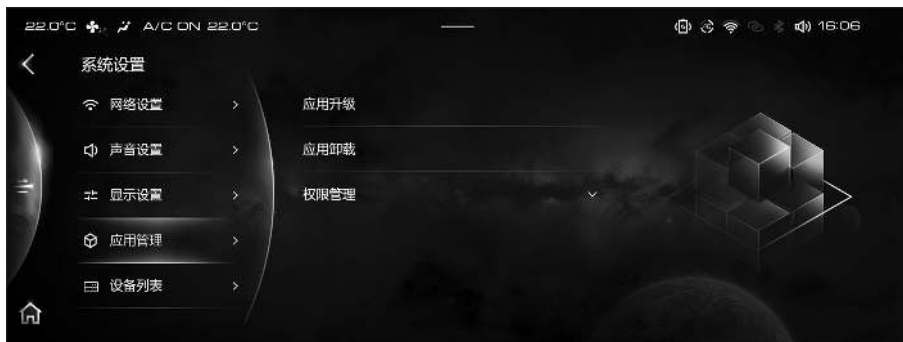 22.0°C A/C ON 22.0°C 16:06
系统设置
网络设置
声音设置
显示设置
应用管理
设备列表
应用升级
应用卸载
权限管理